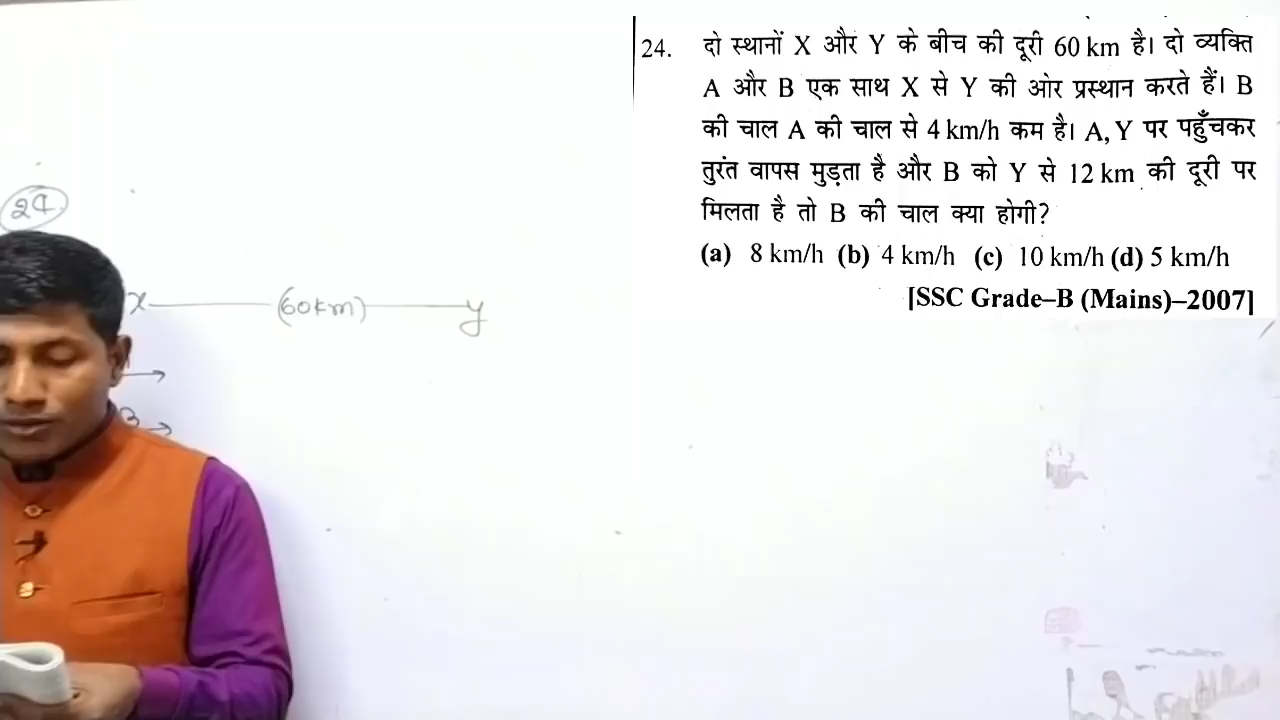 24. दो स्थानों X और Y के बीच की दूरी 60 km है। दो व्यक्ति
A और B एक साथ X से Y की ओर प्रस्थान करते हैं। B
की चाल A की चाल से 4 km/h कम है। A, Y पर पहुँचकर
तुरंत वापस मुड़ता है और B को Y से 12 km की दूरी पर
मिलता है तो B की चाल क्या होगी?
(a) 8 km/h (b) 4 km/h (c) 10 km/h (d) 5 km/h
[SSC Grade–B (Mains)–2007]
24
x (60km) y
B